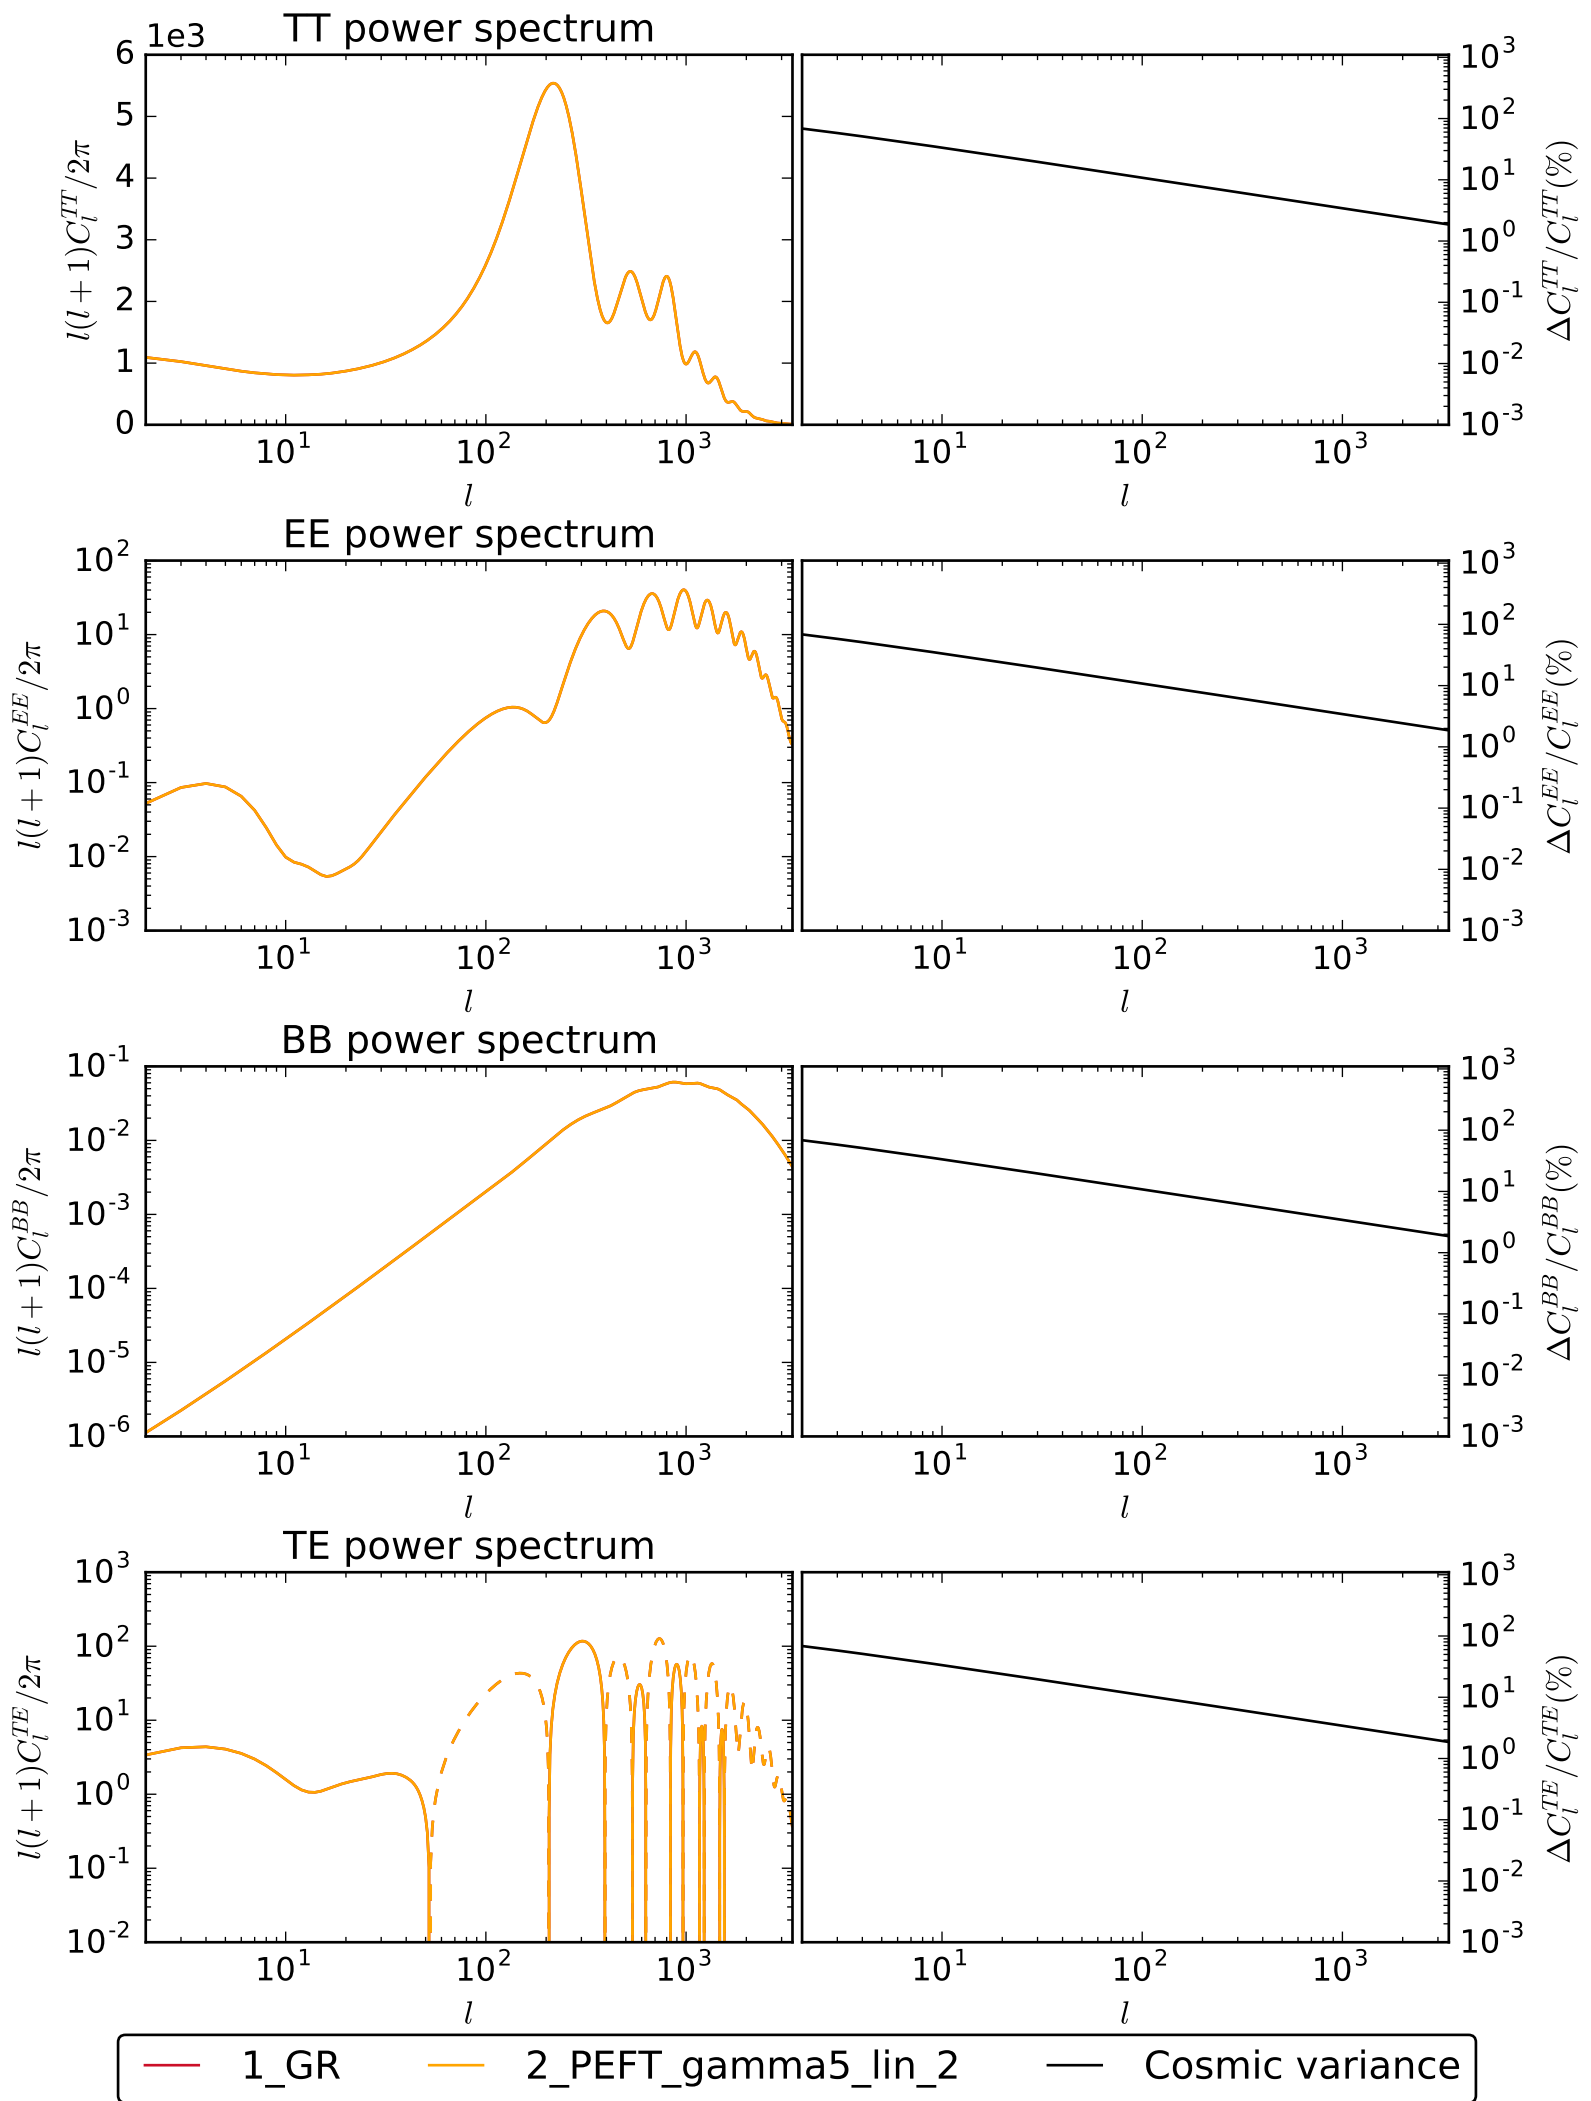 TT power spectrum
1e3
6
5
4
3
2
1
0
l(l+1)C_l^{TT}/2π
10^1 10^2 10^3
l
10^3
10^2
10^1
10^0
10^-1
10^-2
10^-3
ΔC_l^{TT}/C_l^{TT}(%)
10^1 10^2 10^3
l
EE power spectrum
10^2
10^1
10^0
10^-1
10^-2
10^-3
l(l+1)C_l^{EE}/2π
10^1 10^2 10^3
l
10^3
10^2
10^1
10^0
10^-1
10^-2
10^-3
ΔC_l^{EE}/C_l^{EE}(%)
10^1 10^2 10^3
l
BB power spectrum
10^-1
10^-2
10^-3
10^-4
10^-5
10^-6
l(l+1)C_l^{BB}/2π
10^1 10^2 10^3
l
10^3
10^2
10^1
10^0
10^-1
10^-2
10^-3
ΔC_l^{BB}/C_l^{BB}(%)
10^1 10^2 10^3
l
TE power spectrum
10^3
10^2
10^1
10^0
10^-1
10^-2
l(l+1)C_l^{TE}/2π
10^1 10^2 10^3
l
10^3
10^2
10^1
10^0
10^-1
10^-2
10^-3
ΔC_l^{TE}/C_l^{TE}(%)
10^1 10^2 10^3
l
1_GR 2_PEFT_gamma5_lin_2 Cosmic variance